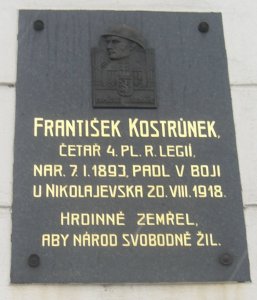 FRANTIŠEK KOSTRŮNEK,
ČETAŘ 4. PL. R. LEGIÍ,
NAR. 7. I. 1893, PADL V BOJI
U NIKOLAJEVSKA 20. VIII. 1918.
HRDINNĚ ZEMŘEL,
ABY NÁROD SVOBODNĚ ŽIL.